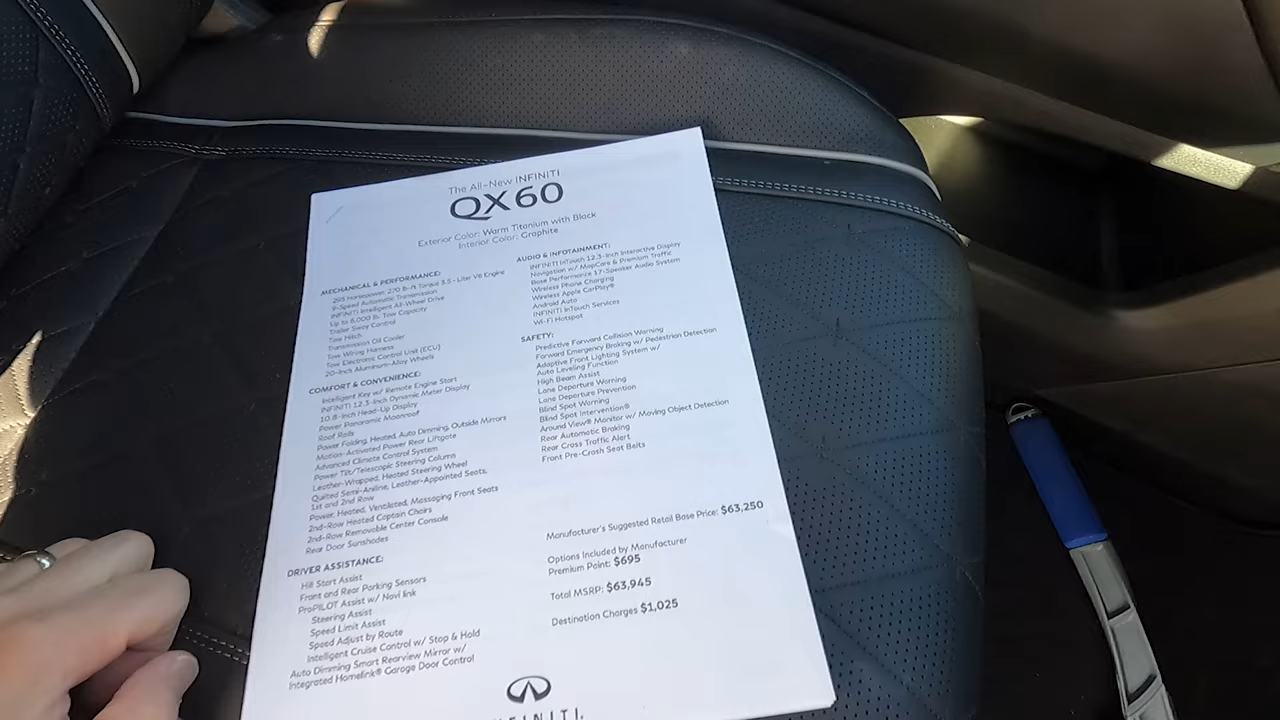 The All-New INFINITI
QX60
Exterior Color: Warm Titanium with Black
Interior Color: Graphite
MECHANICAL & PERFORMANCE:
295 Horsepower, 270 lb-ft Torque 3.5 - Liter V6 Engine
9-Speed Automatic Transmission
INFINITI Intelligent All-Wheel Drive
Up to 6,000 lb. Tow Capacity
Trailer Sway Control
Tow Hitch
Transmission Oil Cooler
Tow Wiring Harness
Tow Electronic Control Unit (ECU)
20-Inch Aluminum-Alloy Wheels
COMFORT & CONVENIENCE:
Intelligent Key w/ Remote Engine Start
INFINITI 12.3-Inch Dynamic Meter Display
10.8-Inch Head-Up Display
Power Panoramic Moonroof
Roof Rails
Power Folding, Heated, Auto Dimming, Outside Mirrors
Motion-Activated Power Rear Liftgate
Advanced Climate Control System
Power Tilt/Telescopic Steering Column
Leather-Wrapped, Heated Steering Wheel
Quilted Semi-Aniline, Leather-Appointed Seats,
1st and 2nd Row
Power, Heated, Ventilated, Massaging Front Seats
2nd-Row Heated Captain Chairs
2nd-Row Removable Center Console
Rear Door Sunshades
DRIVER ASSISTANCE:
Hill Start Assist
Front and Rear Parking Sensors
ProPILOT Assist w/ Navi link
Steering Assist
Speed Limit Assist
Speed Adjust by Route
Intelligent Cruise Control w/ Stop & Hold
Auto Dimming Smart Rearview Mirror w/
Integrated Homelink® Garage Door Control
AUDIO & INFOTAINMENT:
INFINITI InTouch 12.3-Inch Interactive Display
Navigation w/ MapCare & Premium Traffic
Bose Performance 17-Speaker Audio System
Wireless Phone Charging
Wireless Apple CarPlay®
Android Auto
INFINITI InTouch Services
Wi-Fi Hotspot
SAFETY:
Predictive Forward Collision Warning
Forward Emergency Braking w/ Pedestrian Detection
Adaptive Front Lighting System w/
Auto Leveling Function
High Beam Assist
Lane Departure Warning
Lane Departure Prevention
Blind Spot Warning
Blind Spot Intervention®
Around View® Monitor w/ Moving Object Detection
Rear Automatic Braking
Rear Cross Traffic Alert
Front Pre-Crash Seat Belts
Manufacturer's Suggested Retail Base Price: $63,250
Options Included by Manufacturer
Premium Paint: $695
Total MSRP: $63,945
Destination Charges $1,025
INFINITI.